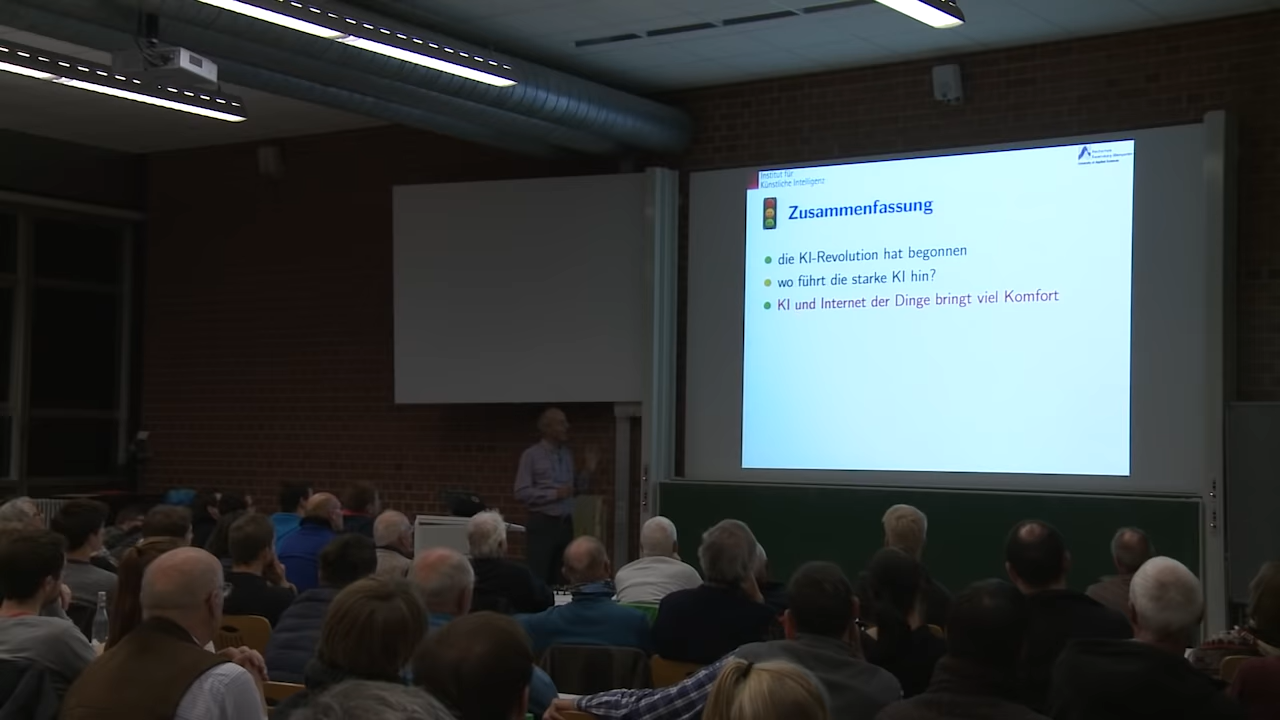 Institut für
Künstliche Intelligenz
Zusammenfassung
die KI-Revolution hat begonnen
wo führt die starke KI hin?
KI und Internet der Dinge bringt viel Komfort